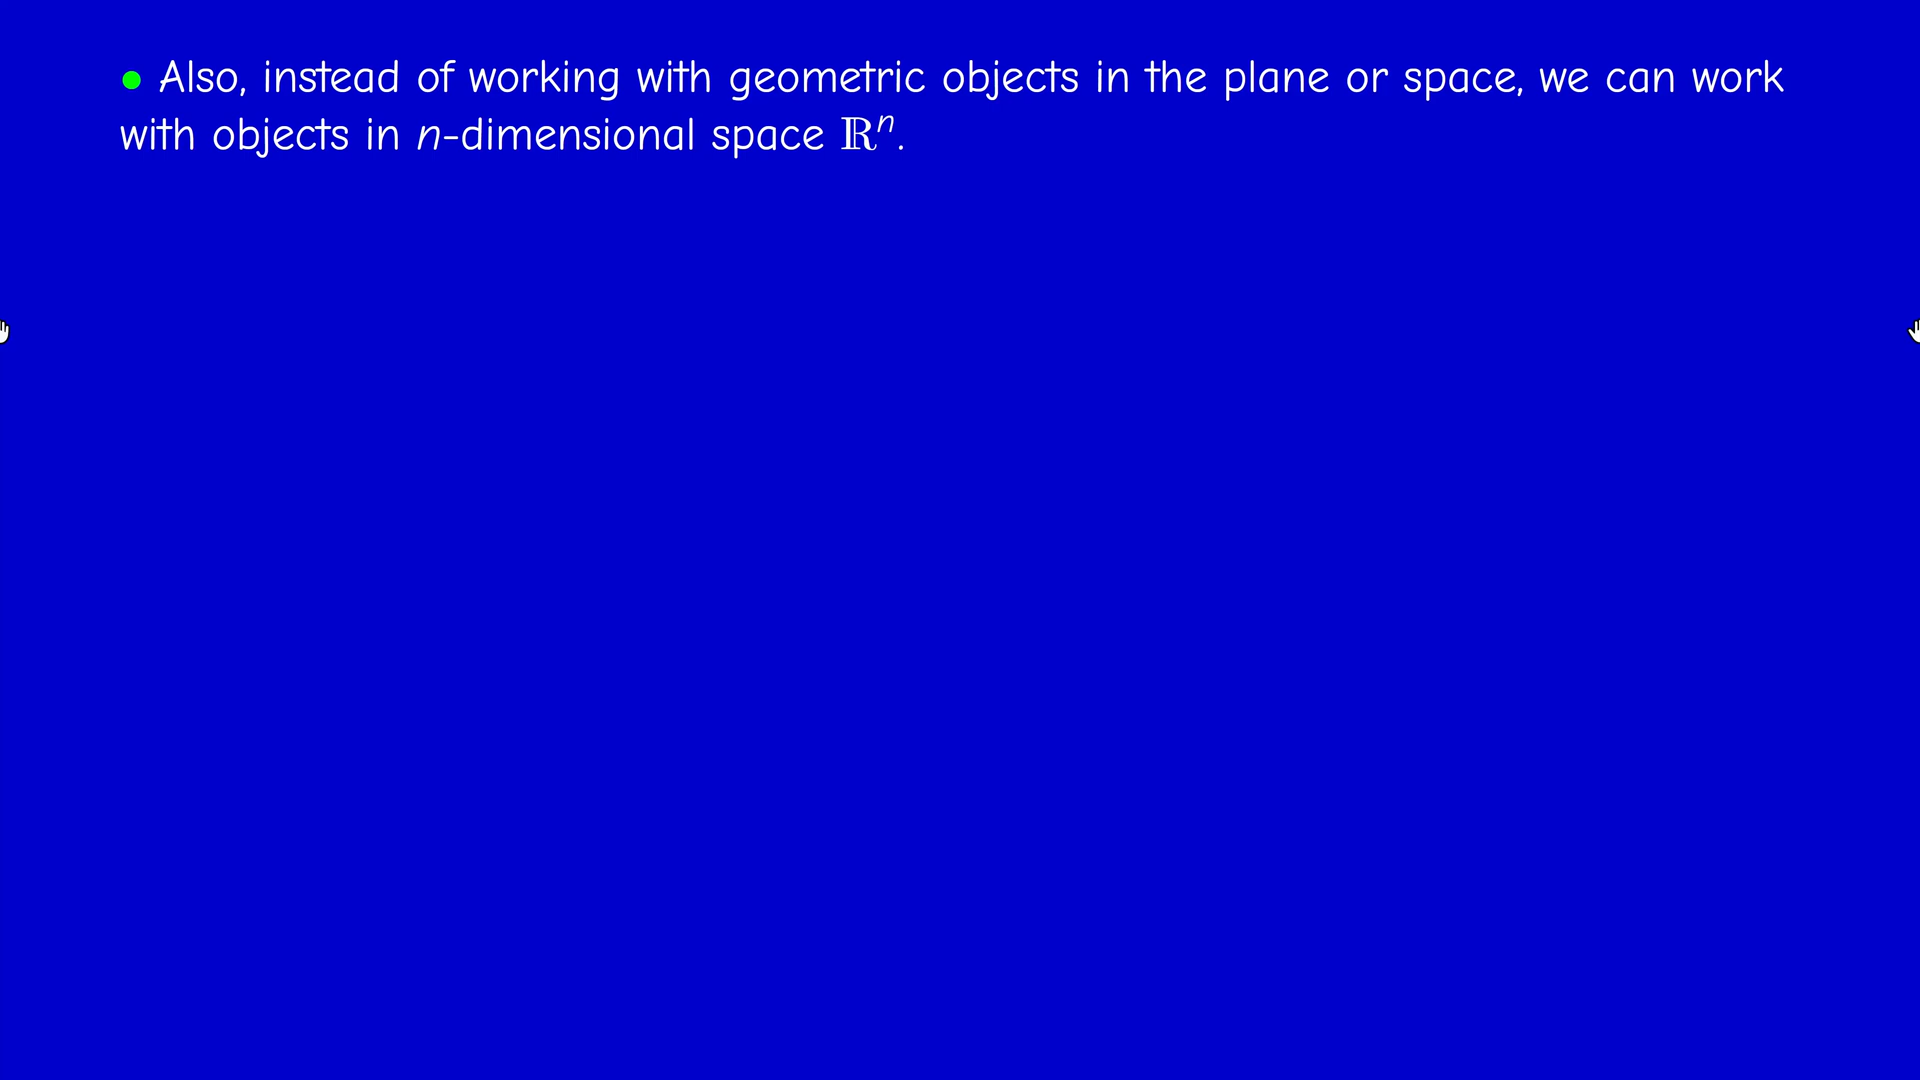 • Also, instead of working with geometric objects in the plane or space, we can work
with objects in n-dimensional space ℝⁿ.